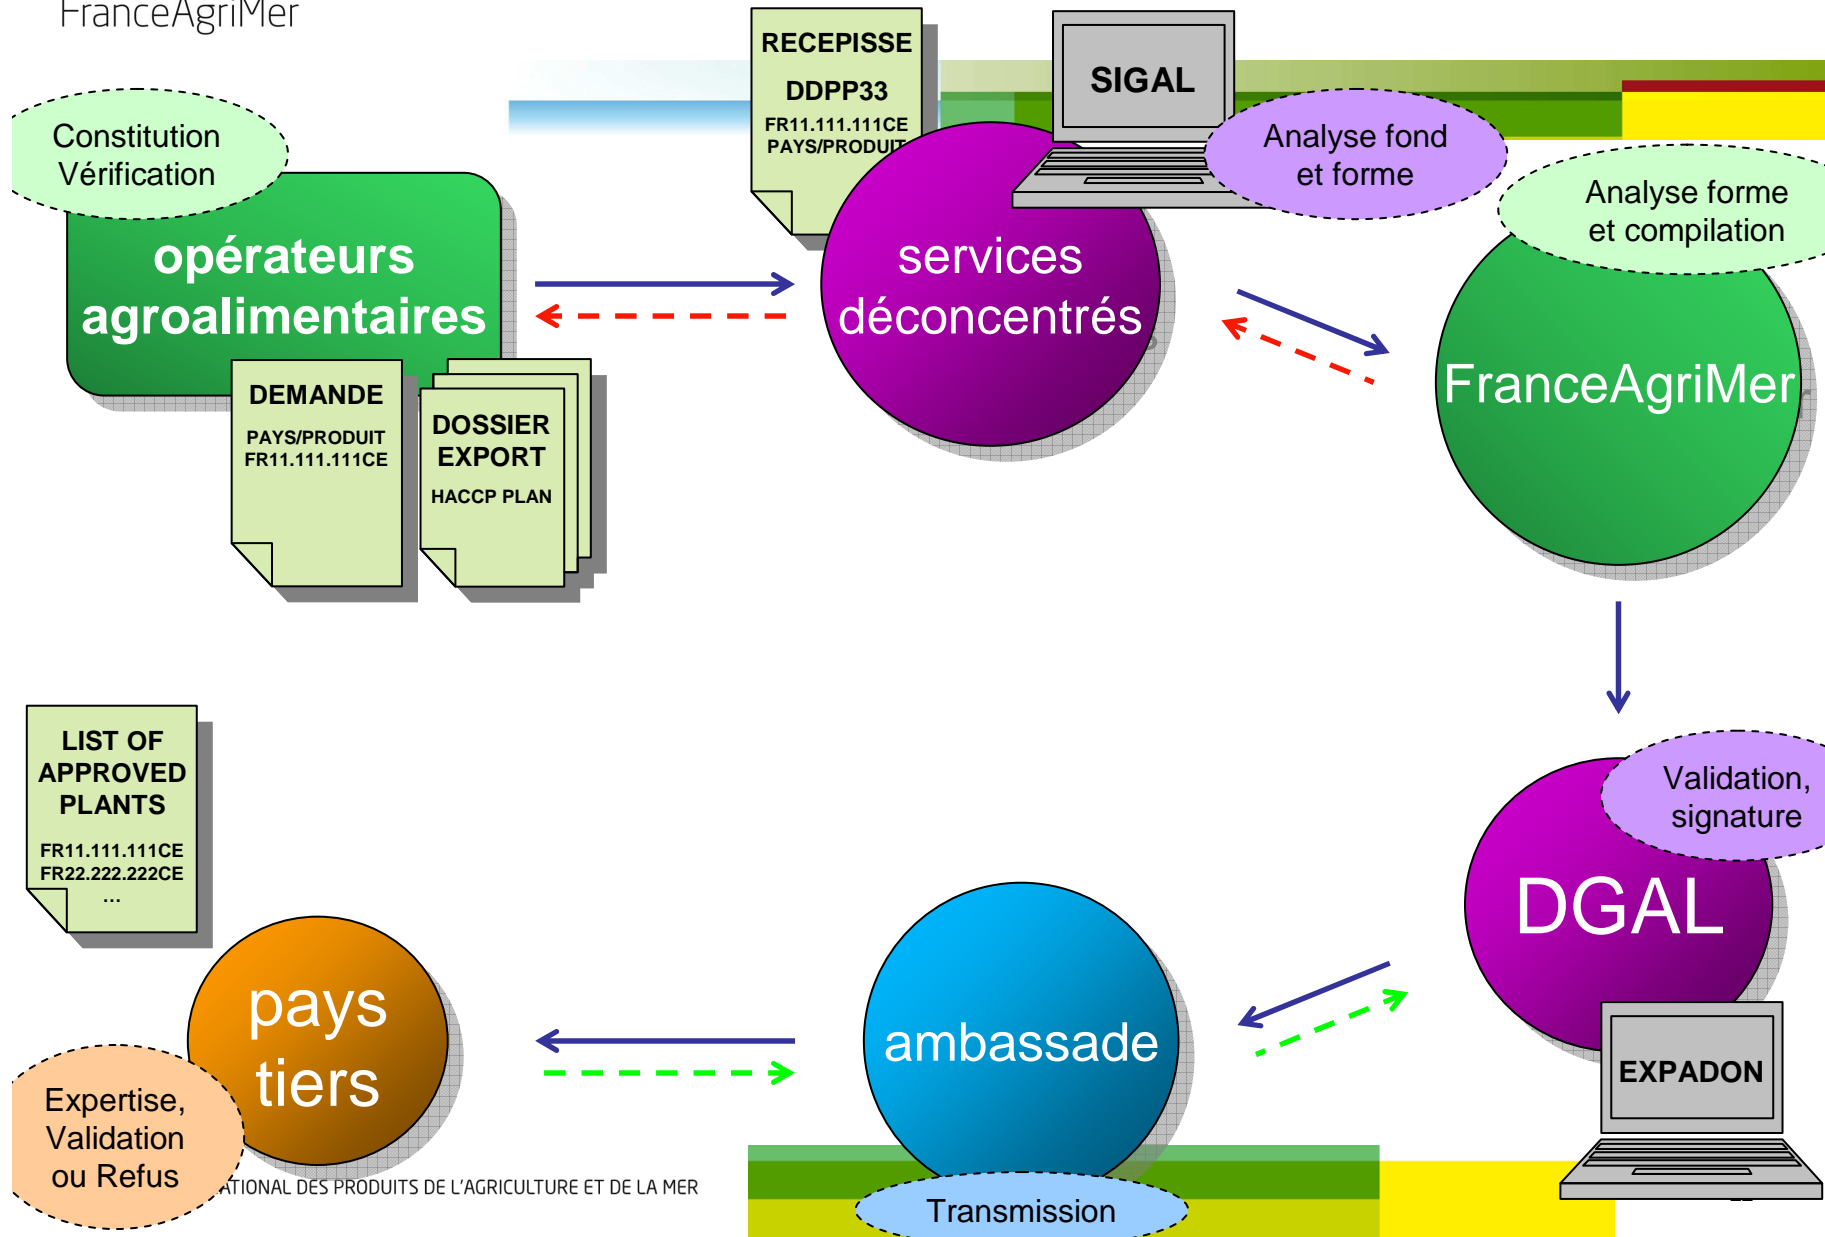 FranceAgriMer
RECEPISSE
DDPP33
FR11.111.111CE
PAYS/PRODUIT
SIGAL
Constitution
Vérification
Analyse fond
et forme
Analyse forme
et compilation
opérateurs
agroalimentaires
services
déconcentrés
FranceAgriMer
DEMANDE
PAYS/PRODUIT
FR11.111.111CE
DOSSIER
EXPORT
HACCP PLAN
LIST OF
APPROVED
PLANTS
FR11.111.111CE
FR22.222.222CE
...
Validation,
signature
DGAL
EXPADON
ambassade
Transmission
pays
tiers
Expertise,
Validation
ou Refus
ATIONAL DES PRODUITS DE L'AGRICULTURE ET DE LA MER